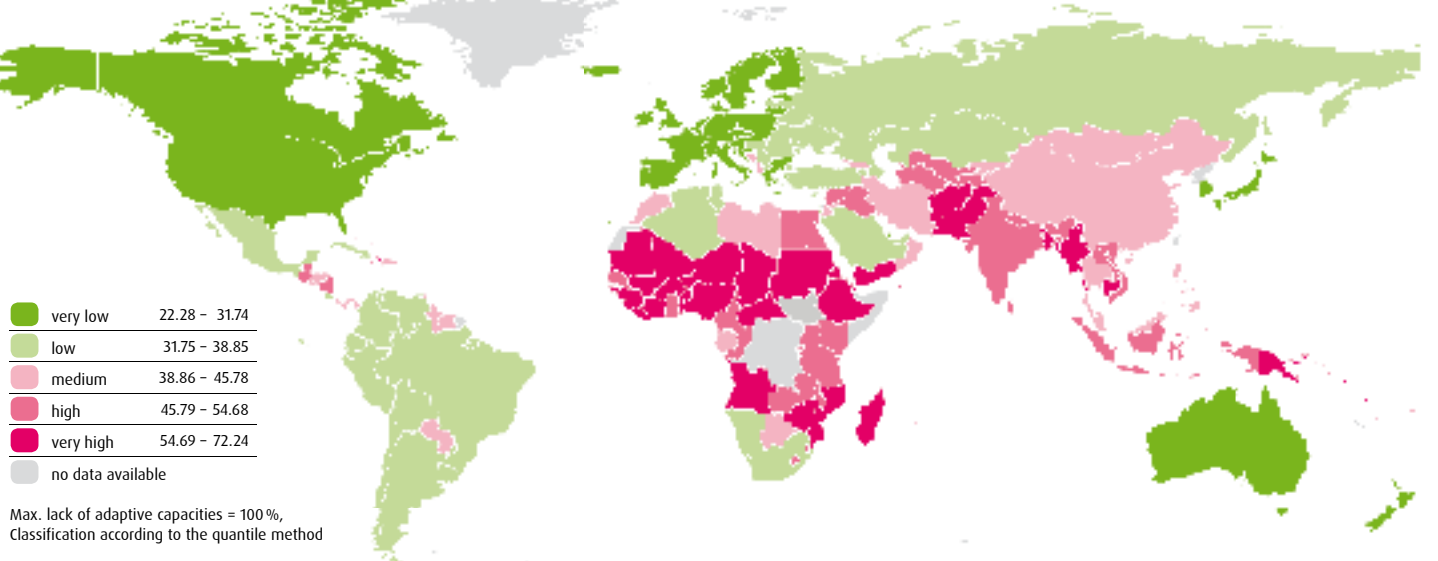 very low 22.28 – 31.74
low 31.75 – 38.85
medium 38.86 – 45.78
high 45.79 – 54.68
very high 54.69 – 72.24
no data available
Max. lack of adaptive capacities = 100 %,
Classification according to the quantile method